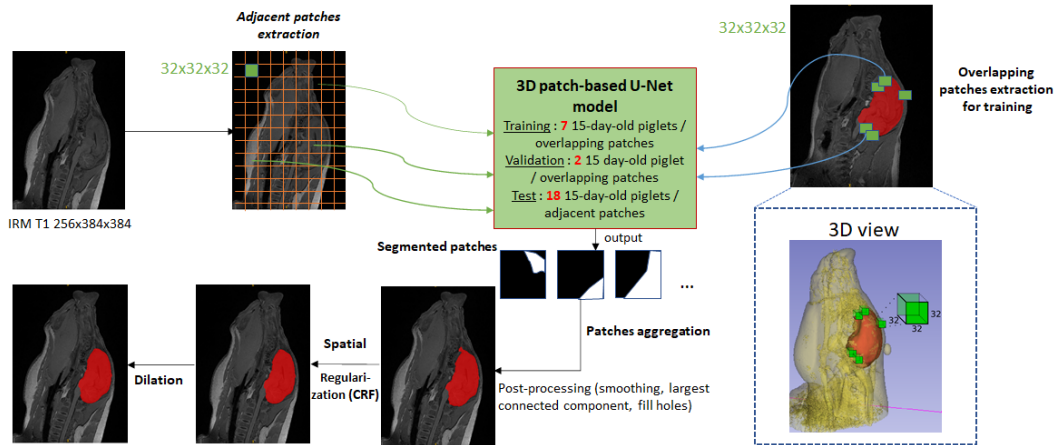 Adjacent patches
extraction
32x32x32
IRM T1 256x384x384
3D patch-based U-Net
model
Training : 7 15-day-old piglets /
overlapping patches
Validation : 2 15 day-old piglet
/ overlapping patches
Test : 18 15-day-old piglets /
adjacent patches
32x32x32
Overlapping
patches extraction
for training
output
Segmented patches
...
Patches aggregation
Post-processing (smoothing, largest
connected component, fill holes)
Spatial
Regulari-
zation (CRF)
Dilation
3D view
32
32
32